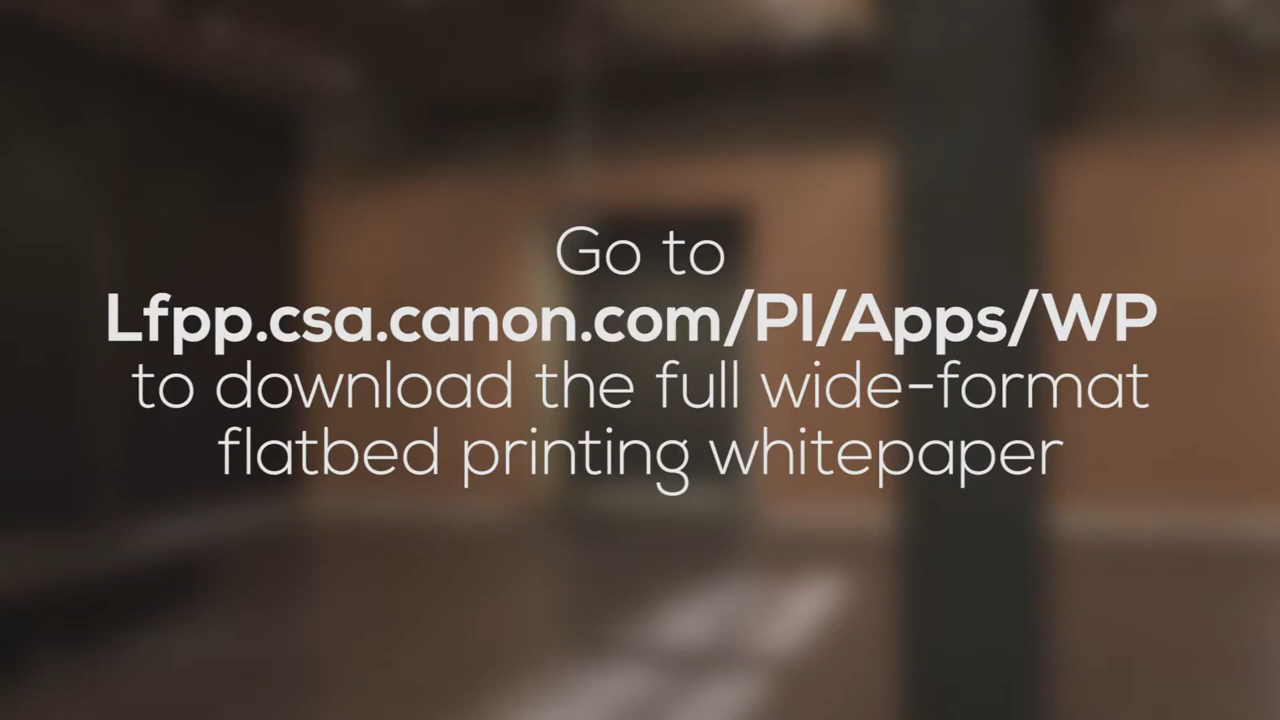 Go to
Lfpp.csa.canon.com/PI/Apps/WP
to download the full wide-format
flatbed printing whitepaper